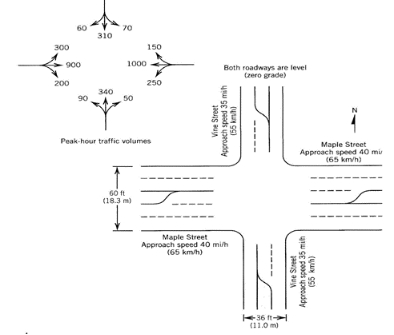 60
70
310
300
900
200
150
1000
250
340
90
50
Peak-hour traffic volumes
Both roadways are level
(zero grade)
Vine Street
Approach speed 35 mi/h
(55 km/h)
N
Maple Street
Approach speed 40 mi/
(65 km/h)
60 ft
(18.3 m)
Maple Street
Approach speed 40 mi/h
(65 km/h)
Vine Street
Approach speed 35 mi/h
(55 km/h)
36 ft
(11.0 m)